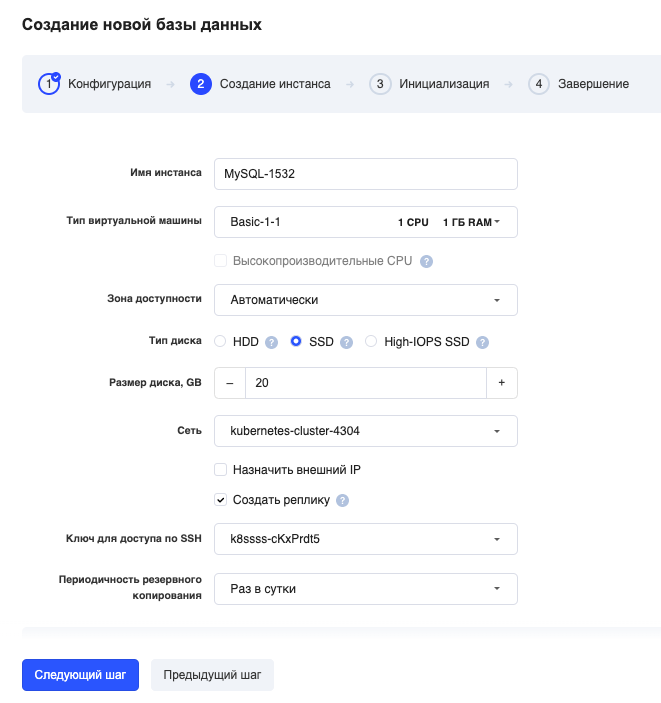 Создание новой базы данных
1 Конфигурация → 2 Создание инстанса → 3 Инициализация → 4 Завершение
Имя инстанса MySQL-1532
Тип виртуальной машины Basic-1-1 1 CPU 1 ГБ RAM
Высокопроизводительные CPU ?
Зона доступности Автоматически
Тип диска HDD ? SSD ? High-IOPS SSD ?
Размер диска, GB – 20 +
Сеть kubernetes-cluster-4304
Назначить внешний IP
Создать реплику ?
Ключ для доступа по SSH k8ssss-cKxPrdt5
Периодичность резервного
копирования Раз в сутки
Следующий шаг Предыдущий шаг